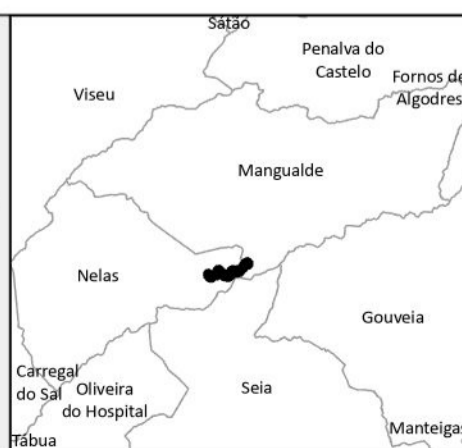 Sátão
Penalva do
Castelo
Fornos de
Algodres
Viseu
Mangualde
Nelas
Gouveia
Carregal
do Sal
Oliveira
do Hospital
Seia
Manteigas
Tábua